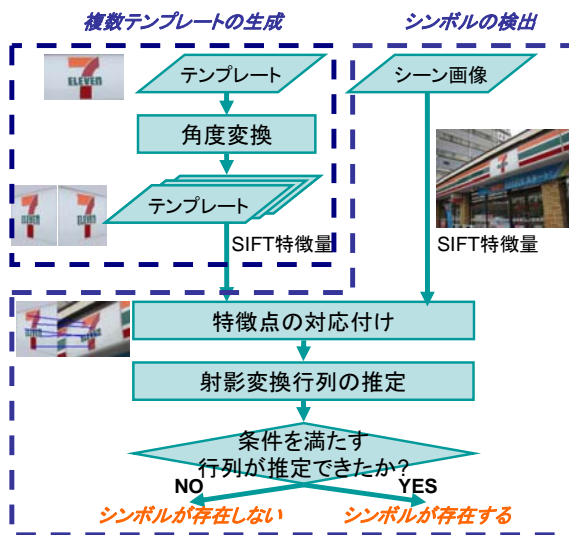 複数テンプレートの生成
シンボルの検出
テンプレート
シーン画像
7
ELEVEN
角度変換
テンプレート
SIFT特徴量
SIFT特徴量
特徴点の対応付け
射影変換行列の推定
条件を満たす
行列が推定できたか?
NO
YES
シンボルが存在しない
シンボルが存在する